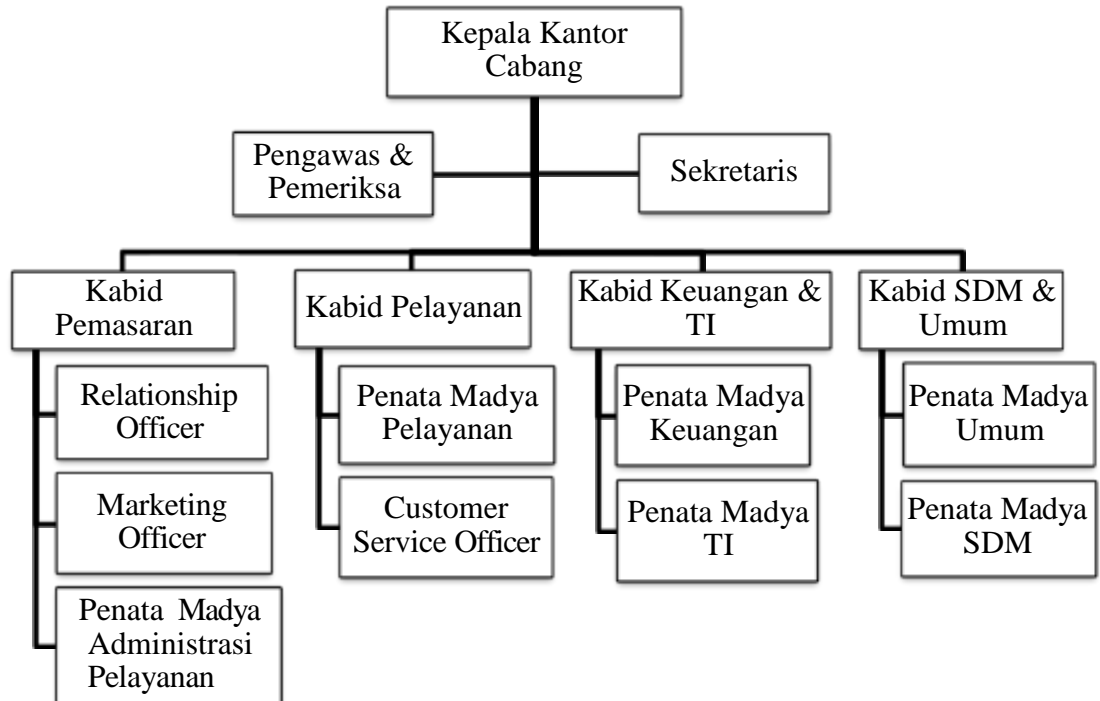 Kepala Kantor
Cabang
Pengawas &
Pemeriksa
Sekretaris
Kabid
Pemasaran
Relationship
Officer
Marketing
Officer
Penata Madya
Administrasi
Pelayanan
Kabid Pelayanan
Penata Madya
Pelayanan
Customer
Service Officer
Kabid Keuangan &
TI
Penata Madya
Keuangan
Penata Madya
TI
Kabid SDM &
Umum
Penata Madya
Umum
Penata Madya
SDM